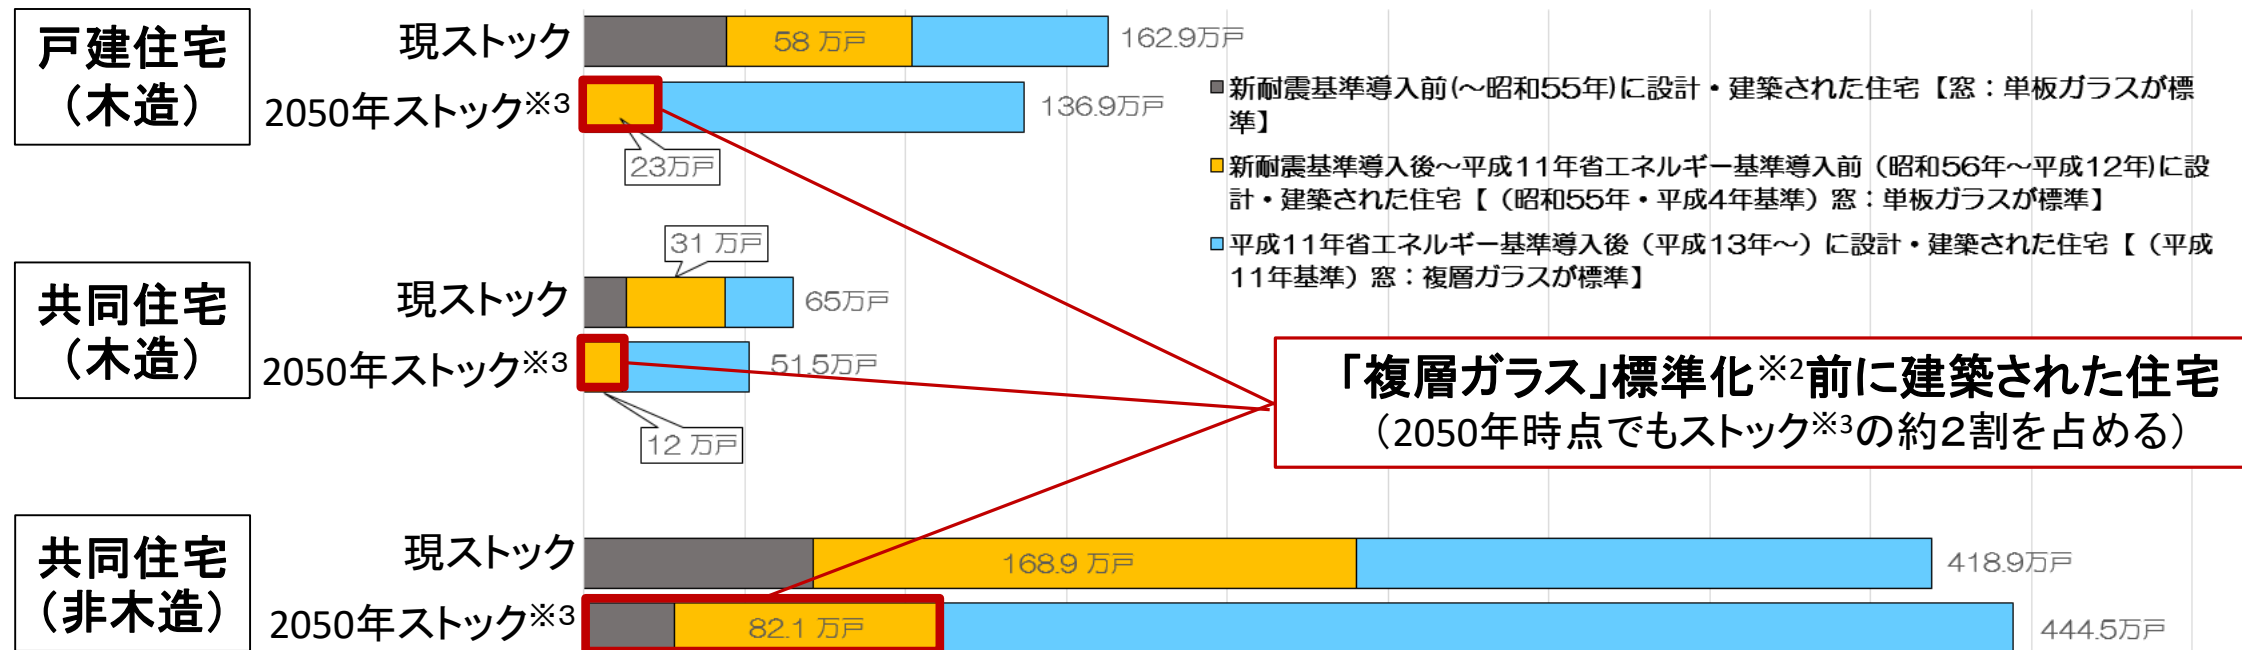 戸建住宅
（木造）
現ストック
58 万戸
162.9万戸
2050年ストック※3
136.9万戸
23万戸
■新耐震基準導入前(～昭和55年)に設計・建築された住宅【窓：単板ガラスが標
準】
■新耐震基準導入後～平成11年省エネルギー基準導入前（昭和56年～平成12年)に設
計・建築された住宅【（昭和55年・平成4年基準）窓：単板ガラスが標準】
■平成11年省エネルギー基準導入後（平成13年～）に設計・建築された住宅【（平成
11年基準）窓：複層ガラスが標準】
共同住宅
（木造）
31 万戸
現ストック
65万戸
2050年ストック※3
51.5万戸
12 万戸
「複層ガラス」標準化※2前に建築された住宅
（2050年時点でもストック※3の約２割を占める）
共同住宅
（非木造）
現ストック
168.9 万戸
418.9万戸
2050年ストック※3
82.1 万戸
444.5万戸